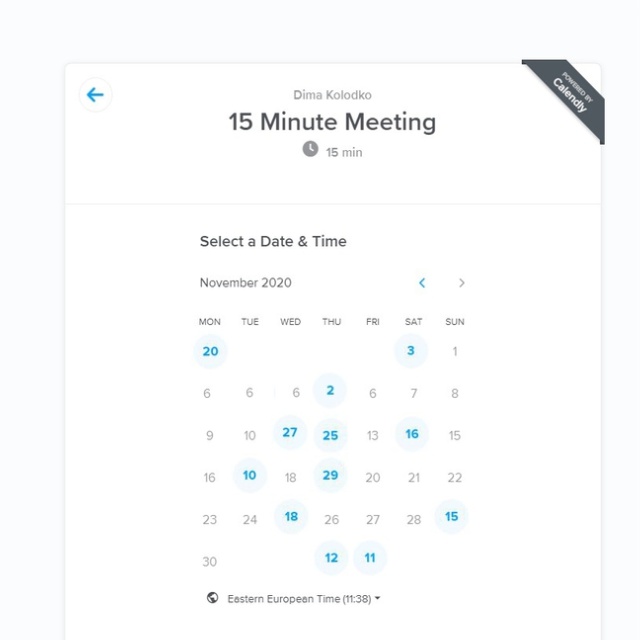 POWERED BY
Calendly
Dima Kolodko
15 Minute Meeting
15 min
Select a Date & Time
November 2020
MON TUE WED THU FRI SAT SUN
20 3 1
6 6 6 2 6 7 8
9 10 27 25 13 16 15
16 10 18 29 20 21 22
23 24 18 26 27 28 15
30 12 11
Eastern European Time (11:38)